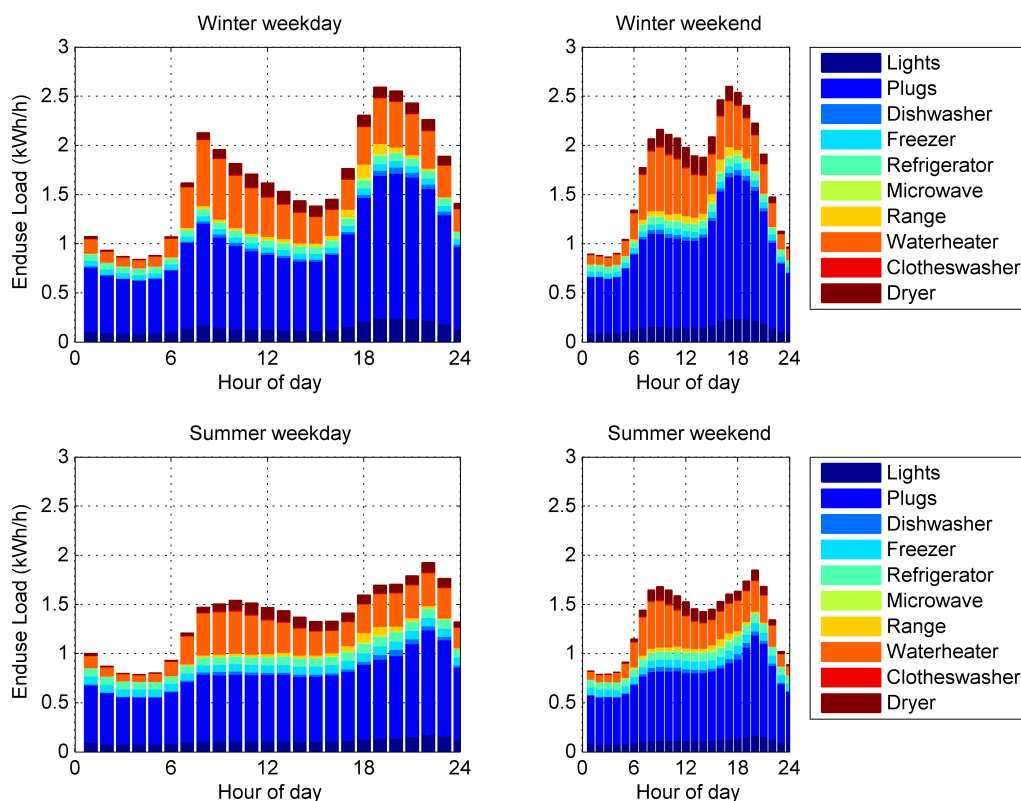 Winter weekday
3
2.5
2
1.5
1
0.5
0
Enduse Load (kWh/h)
0 6 12 18 24
Hour of day
Winter weekend
3
2.5
2
1.5
1
0.5
0
0 6 12 18 24
Hour of day
Lights
Plugs
Dishwasher
Freezer
Refrigerator
Microwave
Range
Waterheater
Clotheswasher
Dryer
Summer weekday
3
2.5
2
1.5
1
0.5
0
Enduse Load (kWh/h)
0 6 12 18 24
Hour of day
Summer weekend
3
2.5
2
1.5
1
0.5
0
0 6 12 18 24
Hour of day
Lights
Plugs
Dishwasher
Freezer
Refrigerator
Microwave
Range
Waterheater
Clotheswasher
Dryer